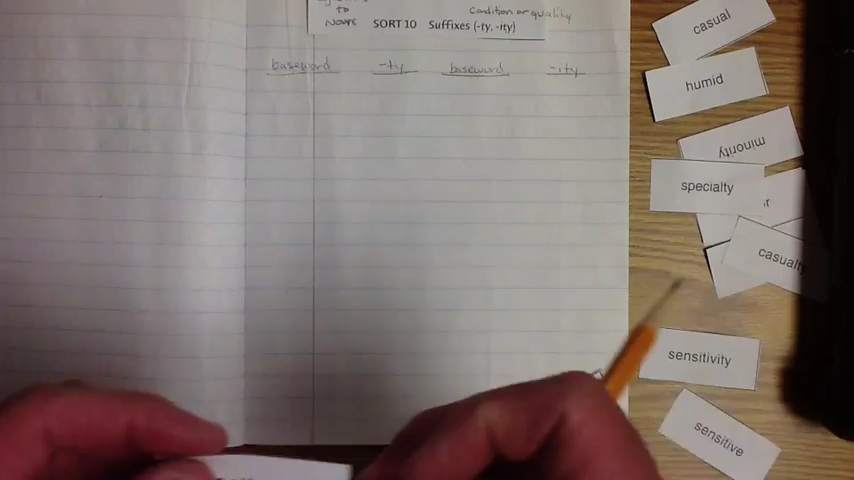 Condition or quality
to
Nouns SORT 10 Suffixes (-ty, -ity)
baseword -ty baseword -ity
casual
humid
minority
specialty
casualty
sensitivity
sensitive